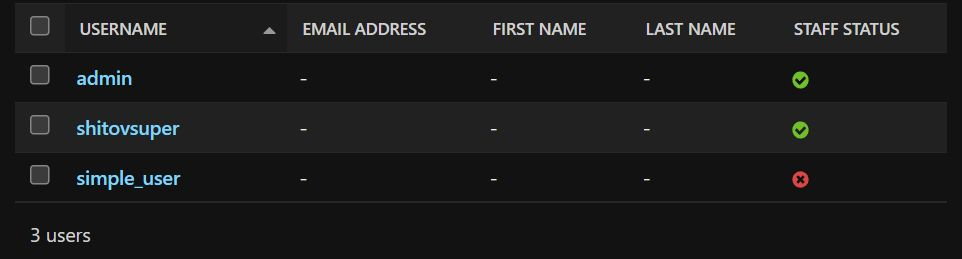 USERNAME EMAIL ADDRESS FIRST NAME LAST NAME STAFF STATUS
admin - - -
shitovsuper - - -
simple_user - - -
3 users